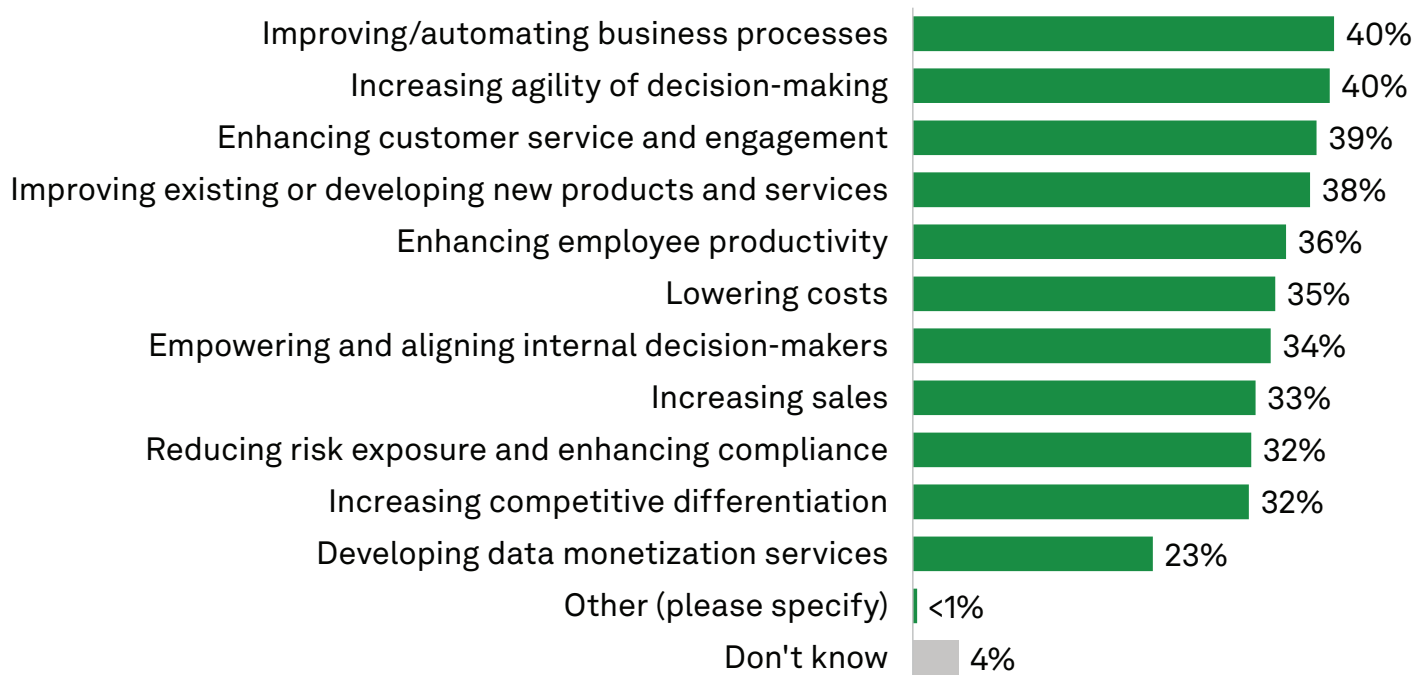 Improving/automating business processes 40%
Increasing agility of decision-making 40%
Enhancing customer service and engagement 39%
Improving existing or developing new products and services 38%
Enhancing employee productivity 36%
Lowering costs 35%
Empowering and aligning internal decision-makers 34%
Increasing sales 33%
Reducing risk exposure and enhancing compliance 32%
Increasing competitive differentiation 32%
Developing data monetization services 23%
Other (please specify) <1%
Don't know 4%